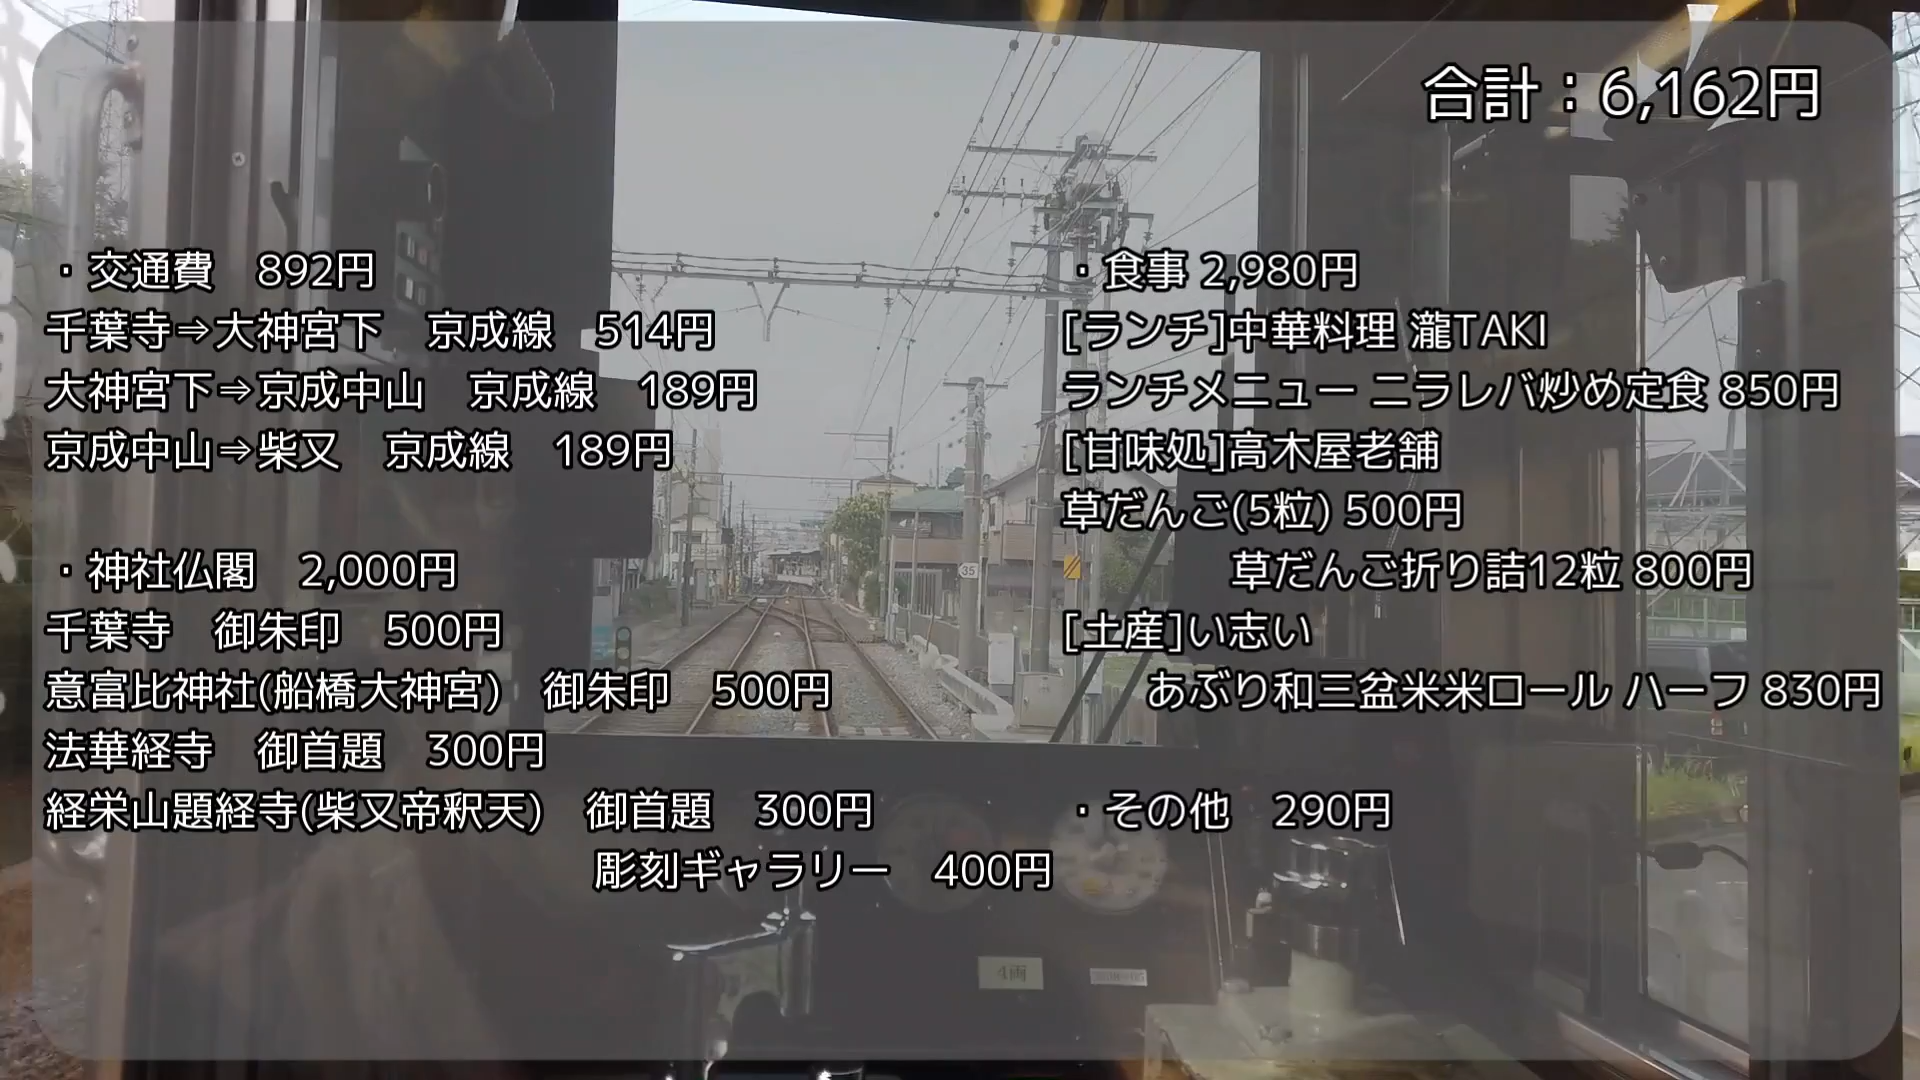 合計：6,162円
・交通費　892円
千葉寺⇒大神宮下　京成線　514円
大神宮下⇒京成中山　京成線　189円
京成中山⇒柴又　京成線　189円
・神社仏閣　2,000円
千葉寺　御朱印　500円
意富比神社(船橋大神宮)　御朱印　500円
法華経寺　御首題　300円
経栄山題経寺(柴又帝釈天)　御首題　300円
彫刻ギャラリー　400円
・食事 2,980円
[ランチ]中華料理 瀧TAKI
ランチメニュー ニラレバ炒め定食 850円
[甘味処]高木屋老舗
草だんご(5粒) 500円
草だんご折り詰12粒 800円
[土産]い志い
あぶり和三盆米米ロール ハーフ 830円
・その他　290円
35
4両